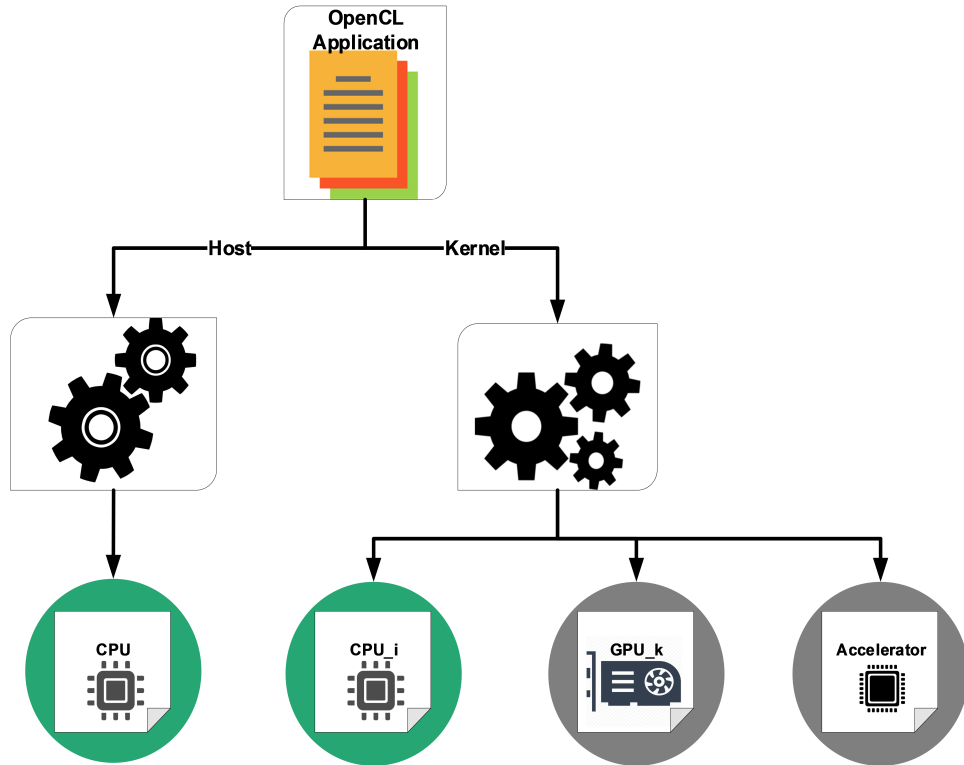 OpenCL
Application
Host
Kernel
CPU
CPU_i
GPU_k
Accelerator